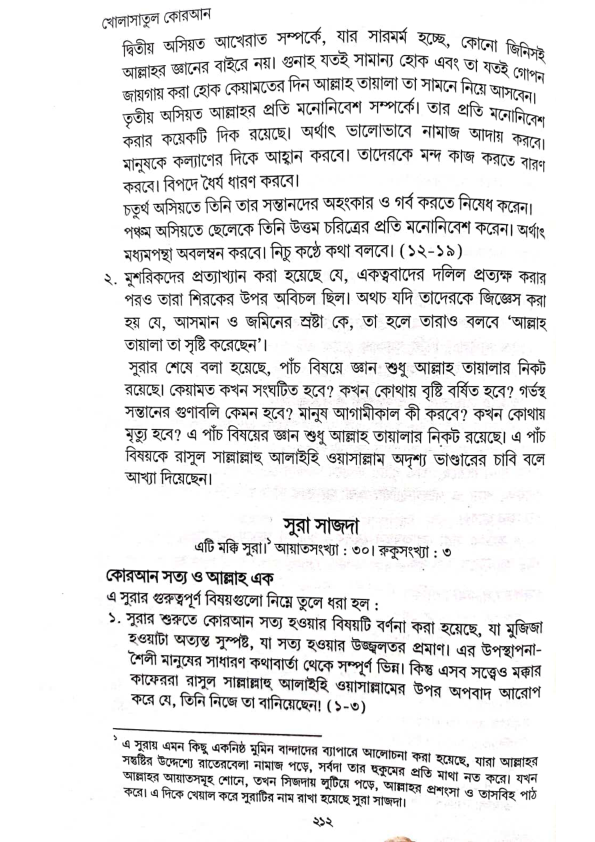 খোলাসাতুল কোরআন
দ্বিতীয় অসিয়ত আখেরাত সম্পর্কে, যার সারমর্ম হচ্ছে, কোনো জিনিসই
আল্লাহর জ্ঞানের বাইরে নয়। গুনাহ যতই সামান্য হোক এবং তা যতই গোপন
জায়গায় করা হোক কেয়ামতের দিন আল্লাহ তায়ালা তা সামনে নিয়ে আসবেন।
তৃতীয় অসিয়ত আল্লাহর প্রতি মনোনিবেশ সম্পর্কে। তার প্রতি মনোনিবেশ
করার কয়েকটি দিক রয়েছে। অর্থাৎ ভালোভাবে নামাজ আদায় করবে।
মানুষকে কল্যাণের দিকে আহ্বান করবে। তাদেরকে মন্দ কাজ করতে বারণ
করবে। বিপদে ধৈর্য ধারণ করবে।
চতুর্থ অসিয়তে তিনি তার সন্তানদের অহংকার ও গর্ব করতে নিষেধ করেন।
পঞ্চম অসিয়তে ছেলেকে তিনি উত্তম চরিত্রের প্রতি মনোনিবেশ করেন। অর্থাৎ
মধ্যমপন্থা অবলম্বন করবে। নিচু কণ্ঠে কথা বলবে। (১২-১৯)
২. মুশরিকদের প্রত্যাখ্যান করা হয়েছে যে, একত্ববাদের দলিল প্রত্যক্ষ করার
পরও তারা শিরকের উপর অবিচল ছিল। অথচ যদি তাদেরকে জিজ্ঞেস করা
হয় যে, আসমান ও জমিনের স্রষ্টা কে, তা হলে তারাও বলবে ‘আল্লাহ
তায়ালা তা সৃষ্টি করেছেন’।
সুরার শেষে বলা হয়েছে, পাঁচ বিষয়ে জ্ঞান শুধু আল্লাহ তায়ালার নিকট
রয়েছে। কেয়ামত কখন সংঘটিত হবে? কখন কোথায় বৃষ্টি বর্ষিত হবে? গর্ভস্থ
সন্তানের গুণাবলি কেমন হবে? মানুষ আগামীকাল কী করবে? কখন কোথায়
মৃত্যু হবে? এ পাঁচ বিষয়ের জ্ঞান শুধু আল্লাহ তায়ালার নিকট রয়েছে। এ পাঁচ
বিষয়কে রাসুল সাল্লাল্লাহু আলাইহি ওয়াসাল্লাম অদৃশ্য ভাণ্ডারের চাবি বলে
আখ্যা দিয়েছেন।
সুরা সাজদা
এটি মক্কি সুরা।১ আয়াতসংখ্যা : ৩০। রুকুসংখ্যা : ৩
কোরআন সত্য ও আল্লাহ এক
এ সুরার গুরুত্বপূর্ণ বিষয়গুলো নিম্নে তুলে ধরা হল :
১. সুরার শুরুতে কোরআন সত্য হওয়ার বিষয়টি বর্ণনা করা হয়েছে, যা মুজিজা
হওয়াটা অত্যন্ত সুস্পষ্ট, যা সত্য হওয়ার উজ্জ্বলতর প্রমাণ। এর উপস্থাপনা-
শৈলী মানুষের সাধারণ কথাবার্তা থেকে সম্পূর্ণ ভিন্ন। কিন্তু এসব সত্ত্বেও মক্কার
কাফেররা রাসুল সাল্লাল্লাহু আলাইহি ওয়াসাল্লামের উপর অপবাদ আরোপ
করে যে, তিনি নিজে তা বানিয়েছেন! (১-৩)
১ এ সুরায় এমন কিছু একনিষ্ঠ মুমিন বান্দাদের ব্যাপারে আলোচনা করা হয়েছে, যারা আল্লাহর
সন্তুষ্টির উদ্দেশ্যে রাতেরবেলা নামাজ পড়ে, সর্বদা তার হুকুমের প্রতি মাথা নত করে। যখন
আল্লাহর আয়াতসমূহ শোনে, তখন সিজদায় লুটিয়ে পড়ে, আল্লাহর প্রশংসা ও তাসবিহ পাঠ
করে। এ দিকে খেয়াল করে সুরাটির নাম রাখা হয়েছে সুরা সাজদা।
২১২